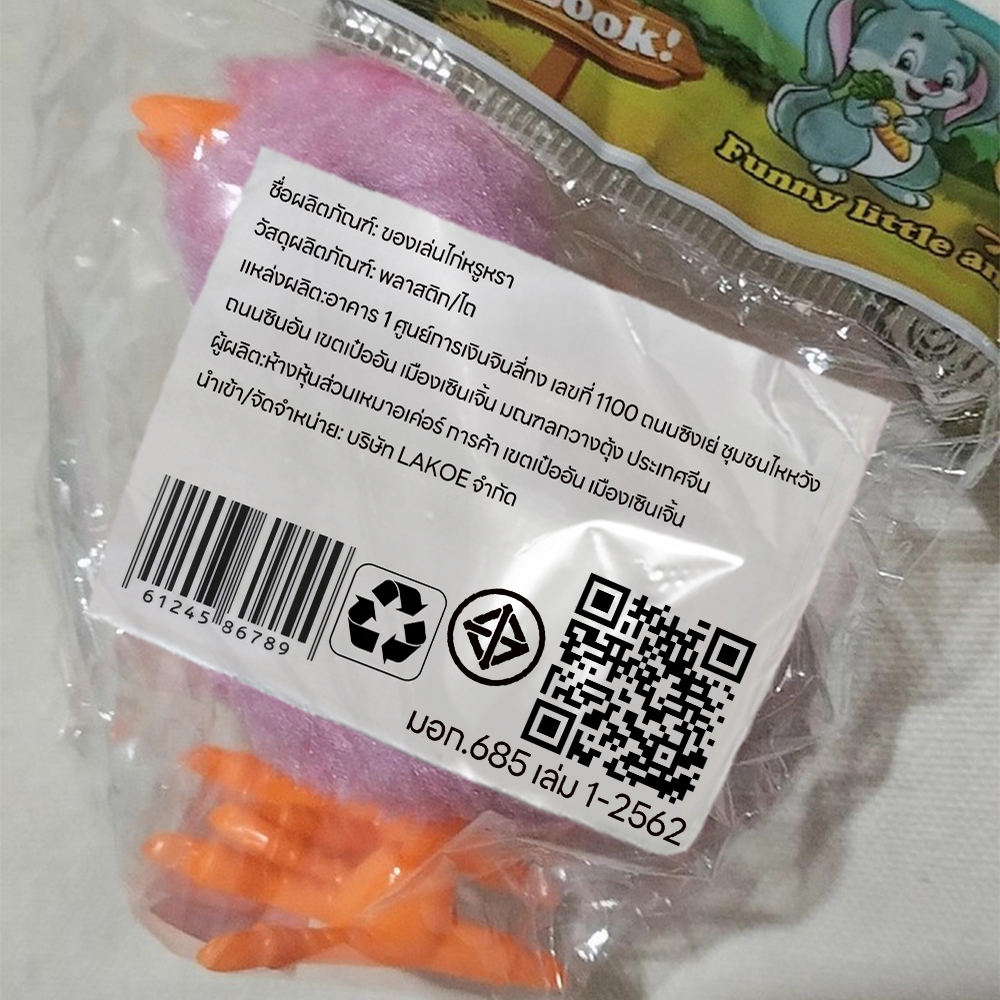 Look!
Funny little an
ชื่อผลิตภัณฑ์: ของเล่นไก่หรูหรา
วัสดุผลิตภัณฑ์: พลาสติก/ไถ
แหล่งผลิต:อาคาร 1 ศูนย์การเงินจินลี่ทง เลขที่ 1100 ถนนซิงเย่ ชุมชนไหหวัง
ถนนซินอัน เขตเป๋ออัน เมืองเซินเจิ้น มณฑลกวางตุ้ง ประเทศจีน
ผู้ผลิต:ห้างหุ้นส่วนเหมาอเค่อร์ การค้า เขตเป๋ออัน เมืองเซินเจิ้น
นำเข้า/จัดจำหน่าย: บริษัท LAKOE จำกัด
61245 86789
มอก.685 เล่ม 1-2562